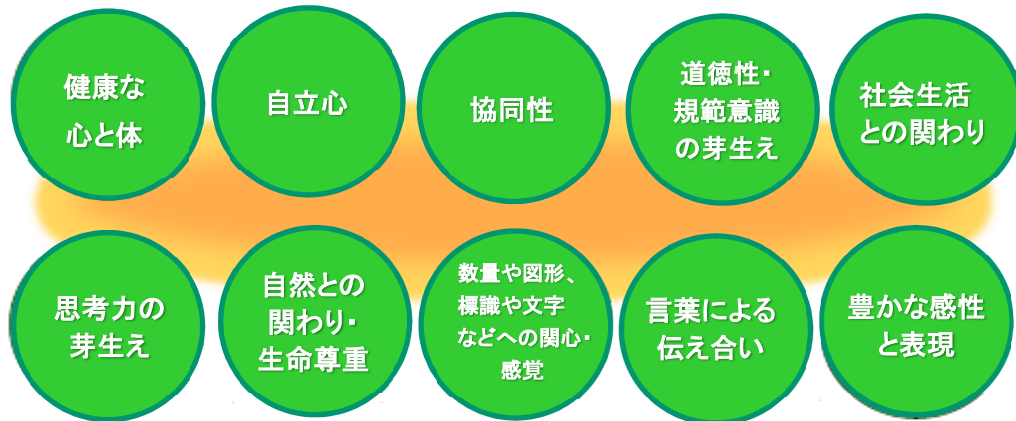 健康な
心と体
自立心
協同性
道徳性・
規範意識
の芽生え
社会生活
との関わり
思考力の
芽生え
自然との
関わり・
生命尊重
数量や図形、
標識や文字
などへの関心・
感覚
言葉による
伝え合い
豊かな感性
と表現